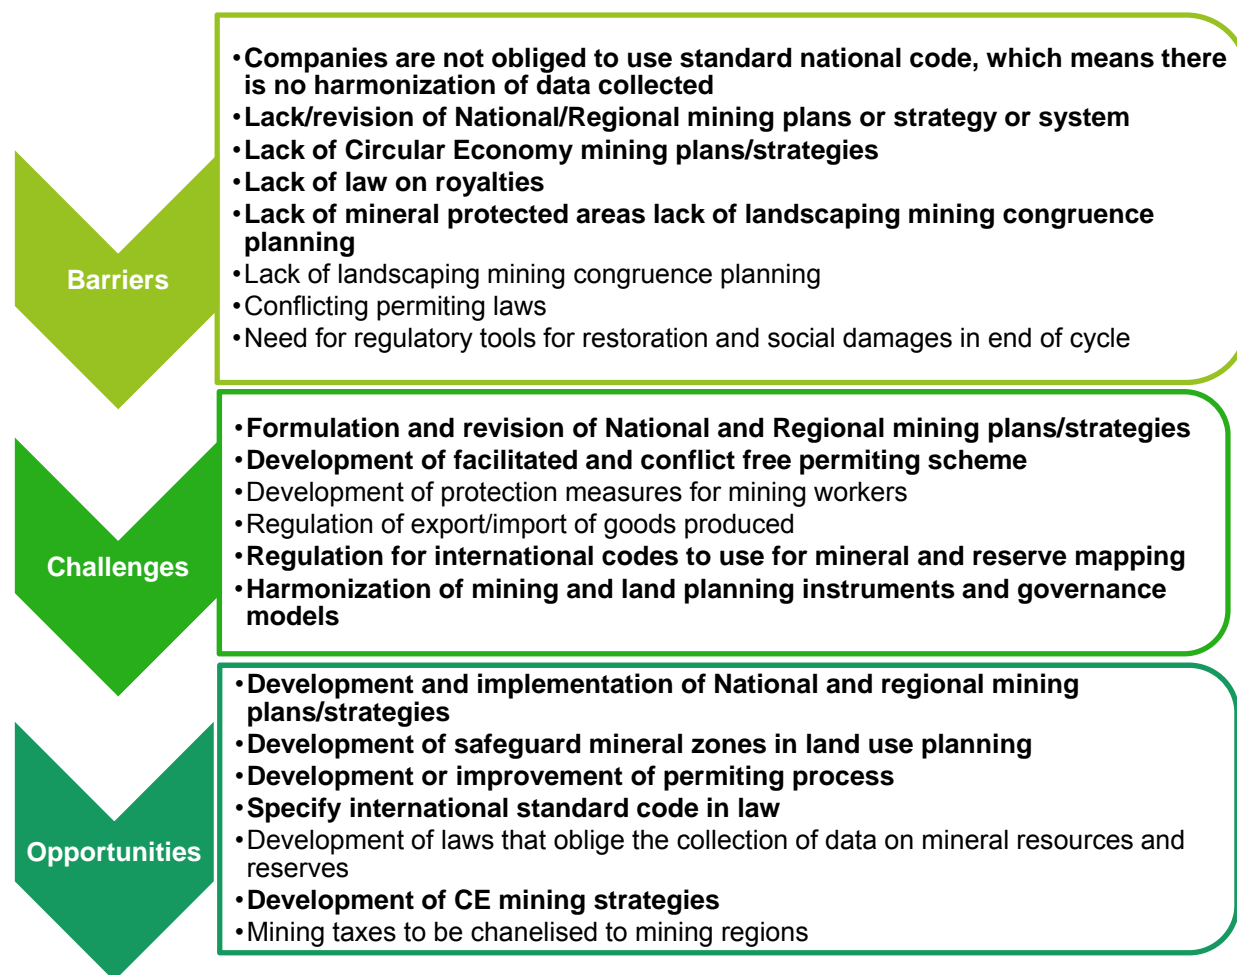 Barriers
•Companies are not obliged to use standard national code, which means there
is no harmonization of data collected
•Lack/revision of National/Regional mining plans or strategy or system
•Lack of Circular Economy mining plans/strategies
•Lack of law on royalties
•Lack of mineral protected areas lack of landscaping mining congruence
planning
•Lack of landscaping mining congruence planning
•Conflicting permiting laws
•Need for regulatory tools for restoration and social damages in end of cycle
Challenges
•Formulation and revision of National and Regional mining plans/strategies
•Development of facilitated and conflict free permiting scheme
•Development of protection measures for mining workers
•Regulation of export/import of goods produced
•Regulation for international codes to use for mineral and reserve mapping
•Harmonization of mining and land planning instruments and governance
models
Opportunities
•Development and implementation of National and regional mining
plans/strategies
•Development of safeguard mineral zones in land use planning
•Development or improvement of permiting process
•Specify international standard code in law
•Development of laws that oblige the collection of data on mineral resources and
reserves
•Development of CE mining strategies
•Mining taxes to be chanelised to mining regions